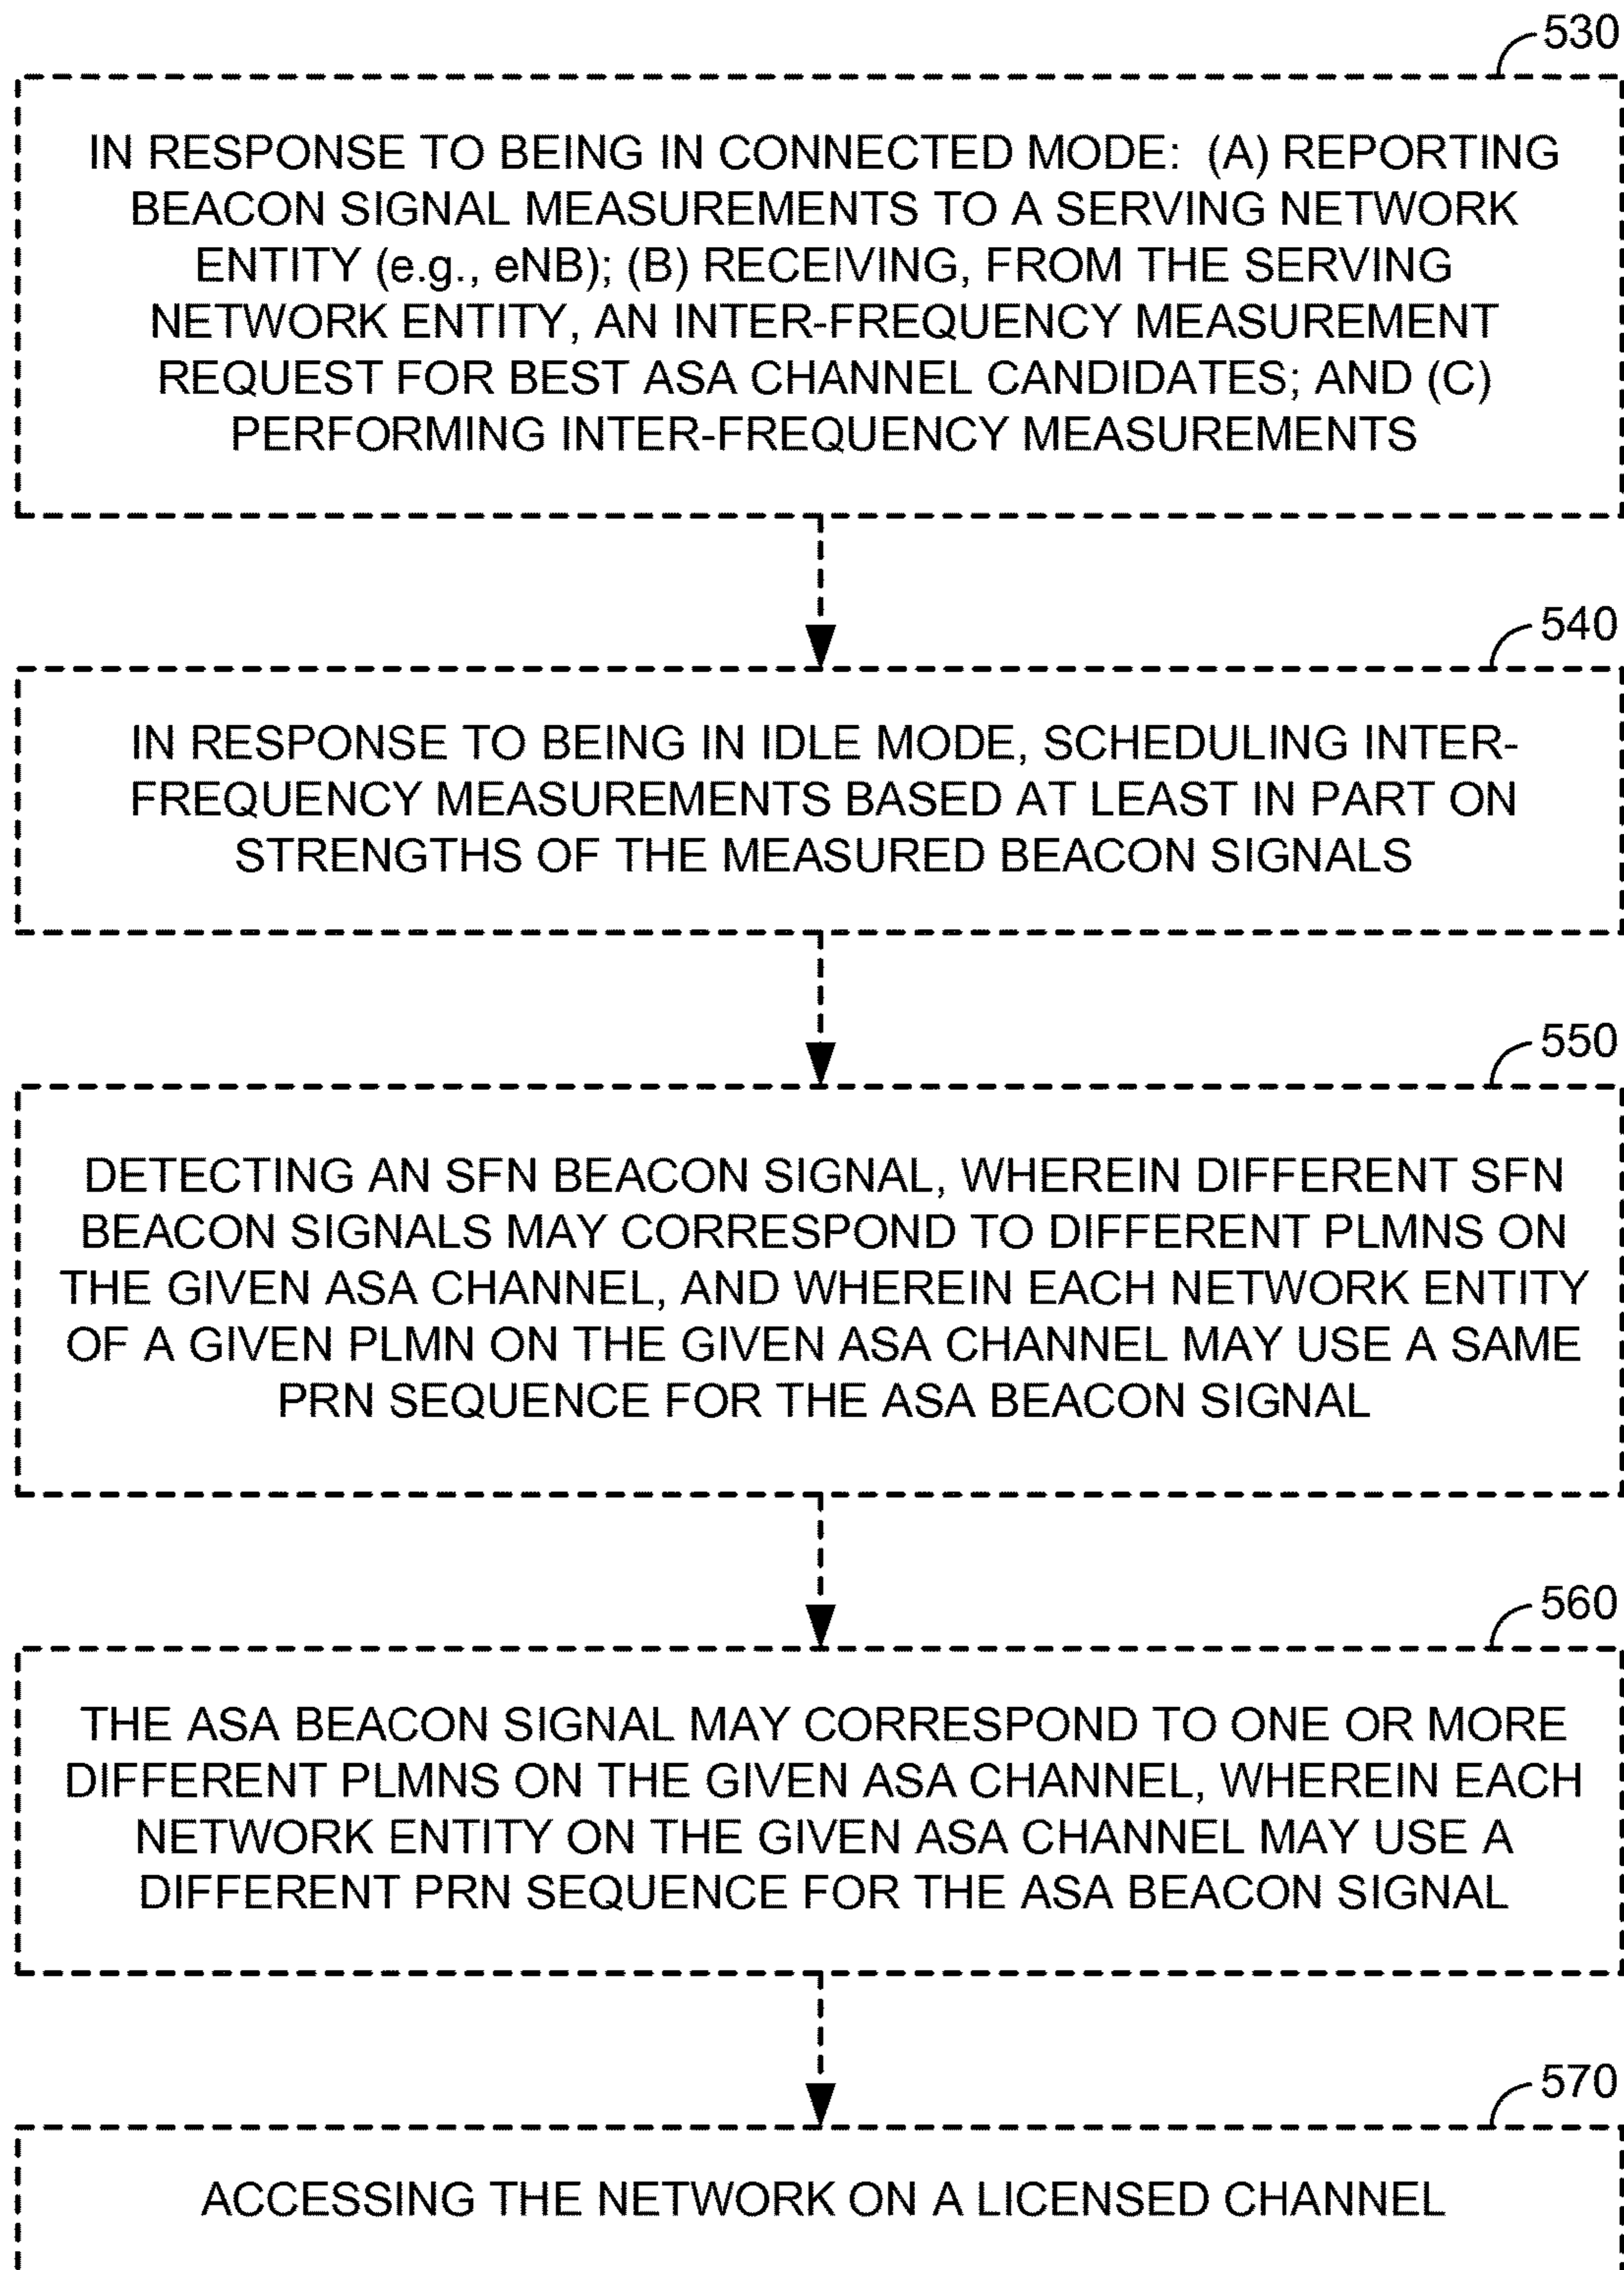 530
IN RESPONSE TO BEING IN CONNECTED MODE: (A) REPORTING
BEACON SIGNAL MEASUREMENTS TO A SERVING NETWORK
ENTITY (e.g., eNB); (B) RECEIVING, FROM THE SERVING
NETWORK ENTITY, AN INTER-FREQUENCY MEASUREMENT
REQUEST FOR BEST ASA CHANNEL CANDIDATES; AND (C)
PERFORMING INTER-FREQUENCY MEASUREMENTS
540
IN RESPONSE TO BEING IN IDLE MODE, SCHEDULING INTER-
FREQUENCY MEASUREMENTS BASED AT LEAST IN PART ON
STRENGTHS OF THE MEASURED BEACON SIGNALS
550
DETECTING AN SFN BEACON SIGNAL, WHEREIN DIFFERENT SFN
BEACON SIGNALS MAY CORRESPOND TO DIFFERENT PLMNS ON
THE GIVEN ASA CHANNEL, AND WHEREIN EACH NETWORK ENTITY
OF A GIVEN PLMN ON THE GIVEN ASA CHANNEL MAY USE A SAME
PRN SEQUENCE FOR THE ASA BEACON SIGNAL
560
THE ASA BEACON SIGNAL MAY CORRESPOND TO ONE OR MORE
DIFFERENT PLMNS ON THE GIVEN ASA CHANNEL, WHEREIN EACH
NETWORK ENTITY ON THE GIVEN ASA CHANNEL MAY USE A
DIFFERENT PRN SEQUENCE FOR THE ASA BEACON SIGNAL
570
ACCESSING THE NETWORK ON A LICENSED CHANNEL